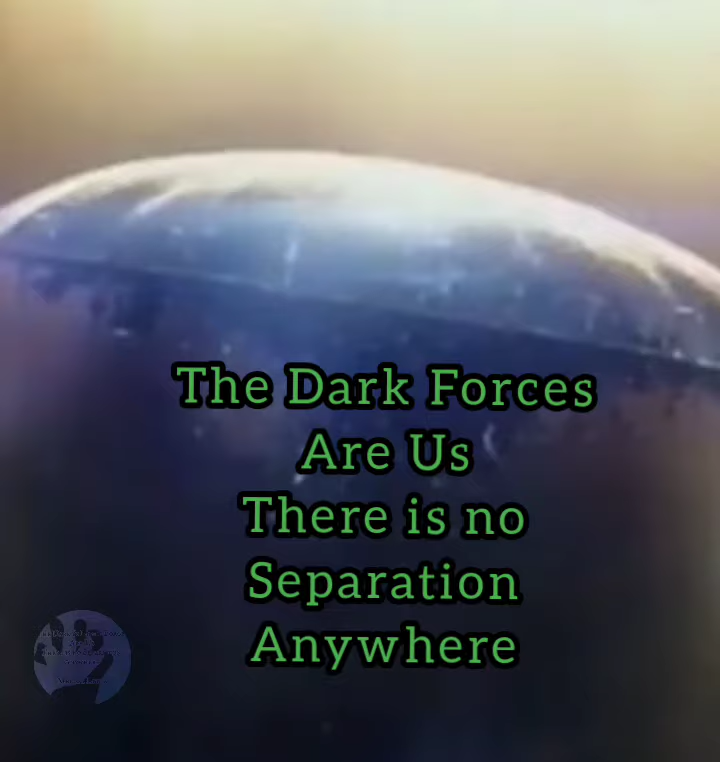 The Dark Forces
Are Us
There is no
Separation
Anywhere